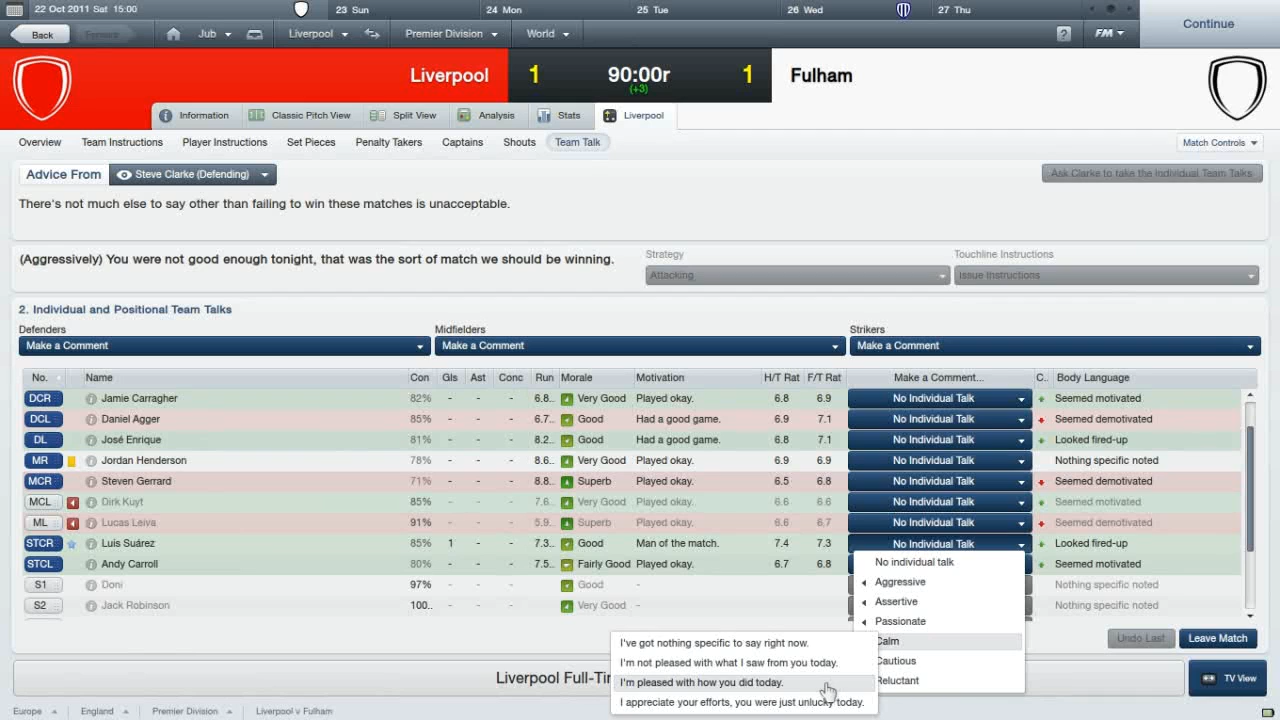 22 Oct 2011 Sat 15:00 23 Sun 24 Mon 25 Tue 26 Wed 27 Thu
Continue
Back Forward Jub Liverpool Premier Division World ? FM
Liverpool 1 90:00r 1 Fulham
(+3)
Information Classic Pitch View Split View Analysis Stats Liverpool
Overview Team Instructions Player Instructions Set Pieces Penalty Takers Captains Shouts Team Talk Match Controls
Advice From Steve Clarke (Defending) Ask Clarke to take the Individual Team Talks
There's not much else to say other than failing to win these matches is unacceptable.
(Aggressively) You were not good enough tonight, that was the sort of match we should be winning.
Strategy Touchline Instructions
Attacking Issue Instructions
2. Individual and Positional Team Talks
Defenders Midfielders Strikers
Make a Comment Make a Comment Make a Comment
No. Name Con Gls Ast Conc Run Morale Motivation H/T Rat F/T Rat Make a Comment... C.. Body Language
DCR Jamie Carragher 82% - - - 6.8... Very Good Played okay. 6.8 6.9 No Individual Talk Seemed motivated
DCL Daniel Agger 85% - - - 6.7... Good Had a good game. 6.9 7.1 No Individual Talk Seemed demotivated
DL José Enrique 81% - - - 8.2... Good Had a good game. 6.8 7.1 No Individual Talk Looked fired-up
MR Jordan Henderson 78% - - - 8.6... Very Good Played okay. 6.9 6.9 No Individual Talk Nothing specific noted
MCR Steven Gerrard 71% - - - 8.8... Superb Played okay. 6.5 6.8 No Individual Talk Seemed demotivated
MCL Dirk Kuyt 85% - - - 7.6... Very Good Played okay. 6.6 6.6 No Individual Talk Seemed motivated
ML Lucas Leiva 91% - - - 5.9... Superb Played okay. 6.6 6.7 No Individual Talk Seemed demotivated
STCR Luis Suárez 85% 1 - - 7.3... Good Man of the match. 7.4 7.3 No Individual Talk Looked fired-up
STCL Andy Carroll 80% - - - 7.5... Fairly Good Played okay. 6.7 6.8 Seemed motivated
S1 Doni 97% - - - Good - Nothing specific noted
S2 Jack Robinson 100.. - - - Very Good - Nothing specific noted
No individual talk
Aggressive
Assertive
Passionate
Calm
Cautious
Reluctant
I've got nothing specific to say right now.
I'm not pleased with what I saw from you today.
I'm pleased with how you did today.
I appreciate your efforts, you were just unlucky today.
Undo Last Leave Match
Liverpool Full-Tir TV View
Europe England Premier Division Liverpool v Fulham